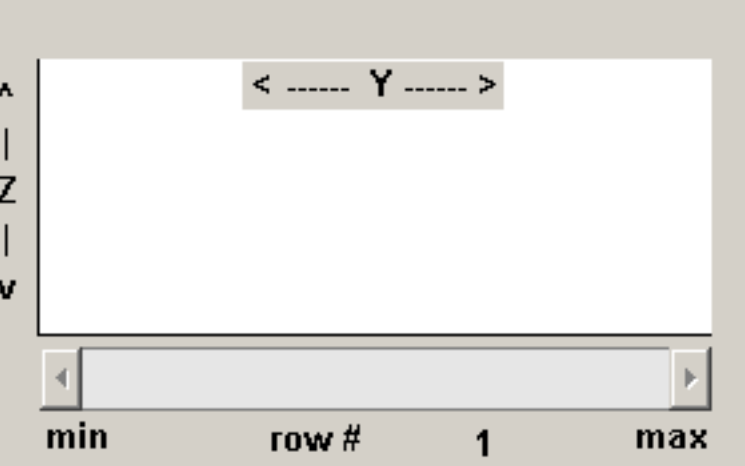 < ------ Y ------ >
^
|
Z
|
v
min row # 1 max